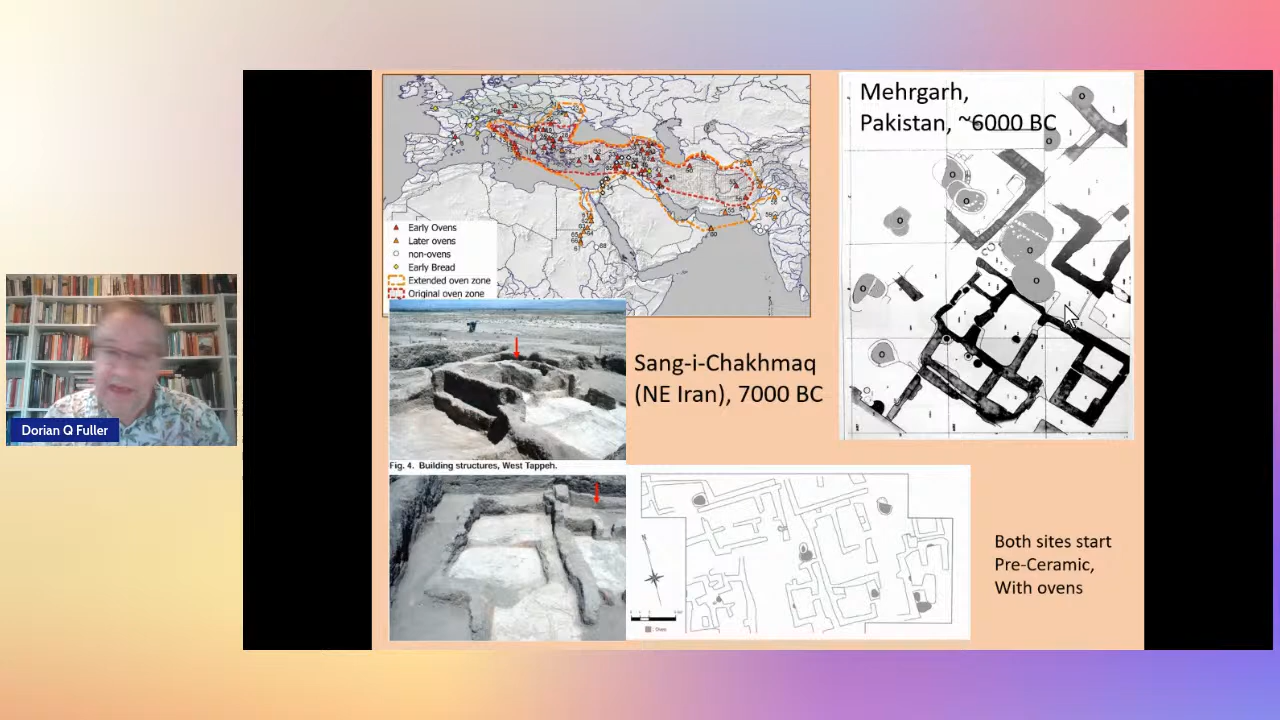 Mehrgarh,
Pakistan, ~6000 BC
Early Ovens
Later ovens
non-ovens
Early Bread
Extended oven zone
Original oven zone
Sang-i-Chakhmaq
(NE Iran), 7000 BC
Fig. 4. Building structures, West Tappeh.
Both sites start
Pre-Ceramic,
With ovens
Dorian Q Fuller